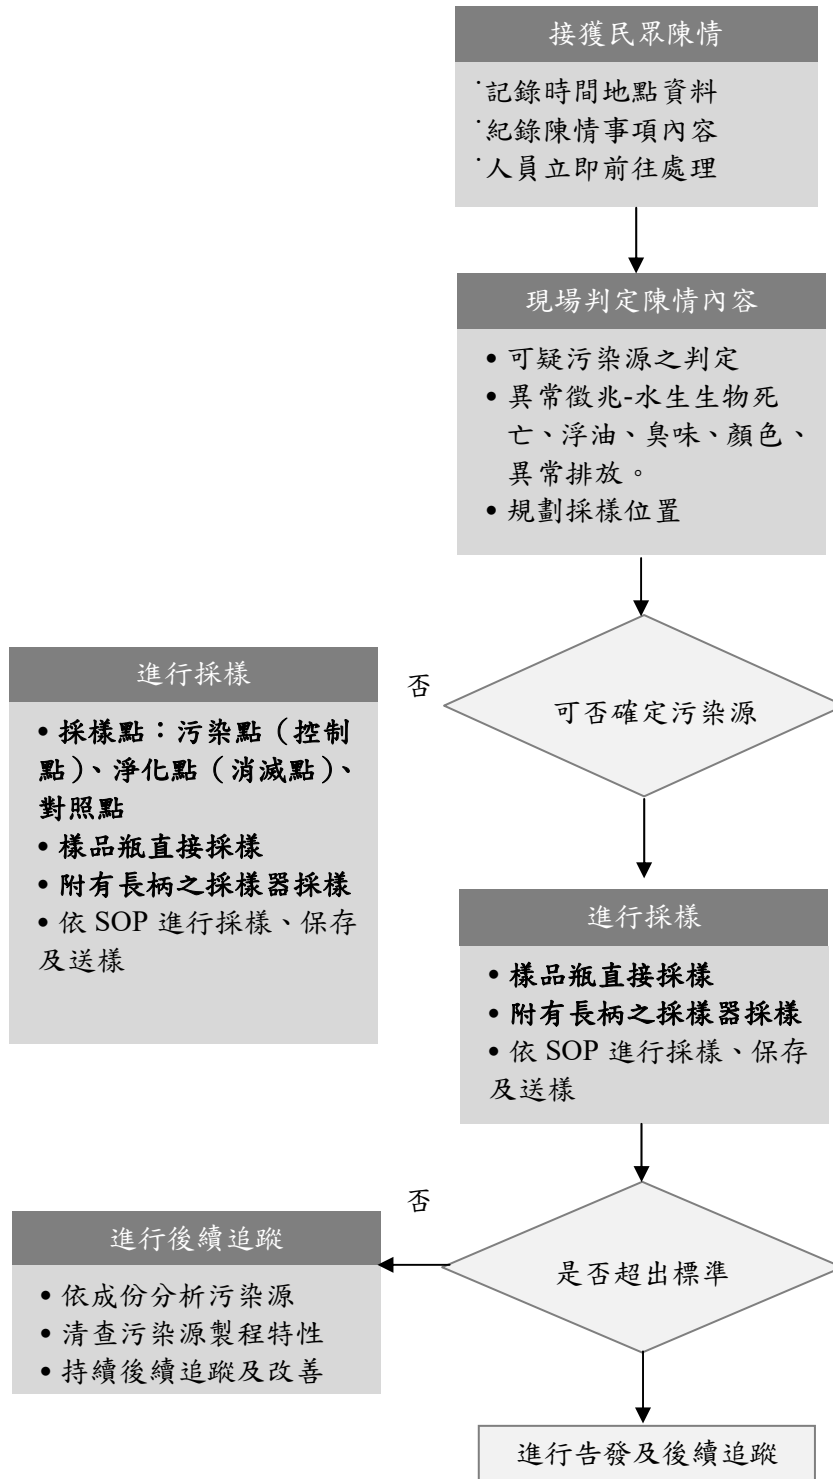 接獲民眾陳情
˙記錄時間地點資料
˙紀錄陳情事項內容
˙人員立即前往處理
現場判定陳情內容
• 可疑污染源之判定
• 異常徵兆-水生生物死
亡、浮油、臭味、顏色、
異常排放。
• 規劃採樣位置
可否確定污染源
否
進行採樣
• 採樣點：污染點（控制
點）、淨化點（消滅點）、
對照點
• 樣品瓶直接採樣
• 附有長柄之採樣器採樣
• 依 SOP 進行採樣、保存
及送樣
進行採樣
• 樣品瓶直接採樣
• 附有長柄之採樣器採樣
• 依 SOP 進行採樣、保存
及送樣
是否超出標準
否
進行後續追蹤
• 依成份分析污染源
• 清查污染源製程特性
• 持續後續追蹤及改善
進行告發及後續追蹤